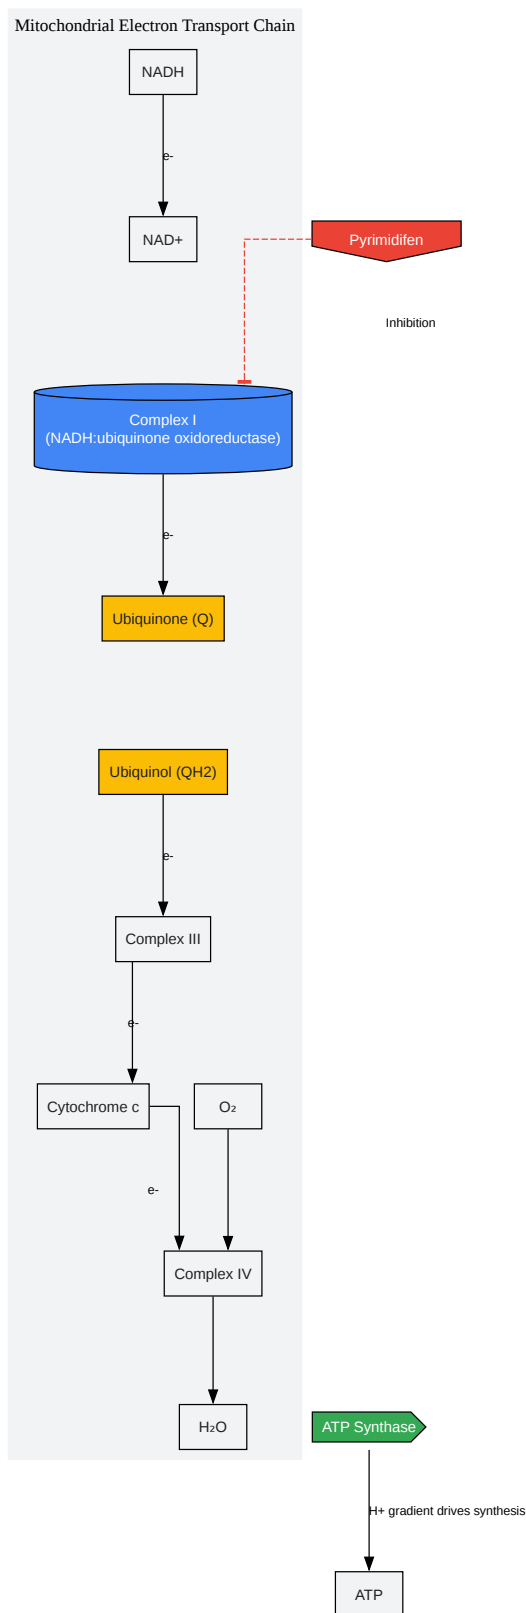 Mitochondrial Electron Transport Chain
NADH
e-
NAD+
Pyrimidifen
Inhibition
Complex I
(NADH:ubiquinone oxidoreductase)
e-
Ubiquinone (Q)
Ubiquinol (QH2)
e-
Complex III
e-
Cytochrome c
O₂
e-
Complex IV
H₂O
ATP Synthase
H+ gradient drives synthesis
ATP